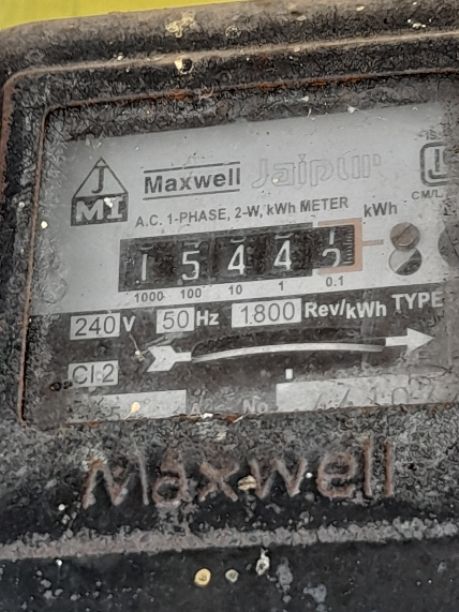 J
MI
Maxwell Jaipur
A.C. 1-PHASE, 2-W, kWh METER kWh
1544
1000 100 10 1 0.1
240 V 50 Hz 1800 Rev/kWh TYPE
Cl.2
No
Maxwell